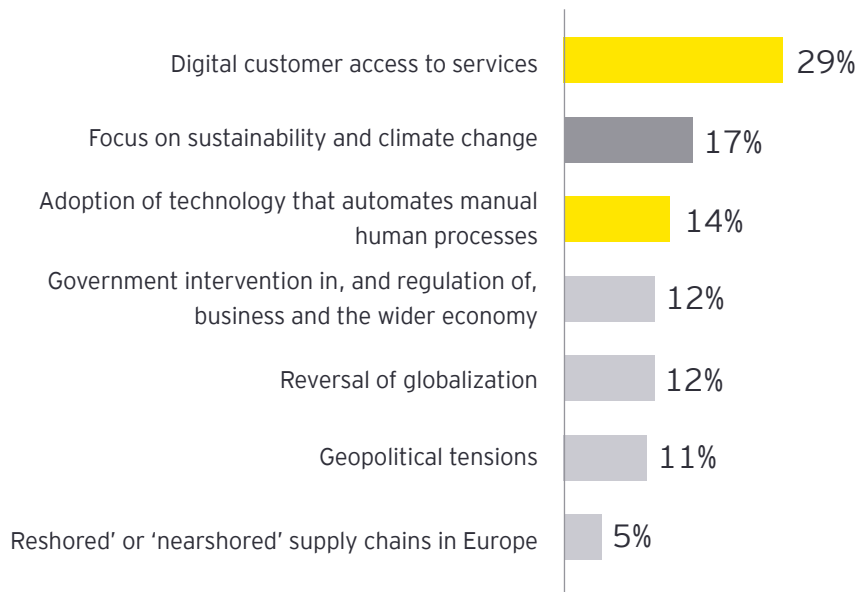 Digital customer access to services 29%
Focus on sustainability and climate change 17%
Adoption of technology that automates manual
human processes 14%
Government intervention in, and regulation of,
business and the wider economy 12%
Reversal of globalization 12%
Geopolitical tensions 11%
Reshored’ or ‘nearshored’ supply chains in Europe 5%